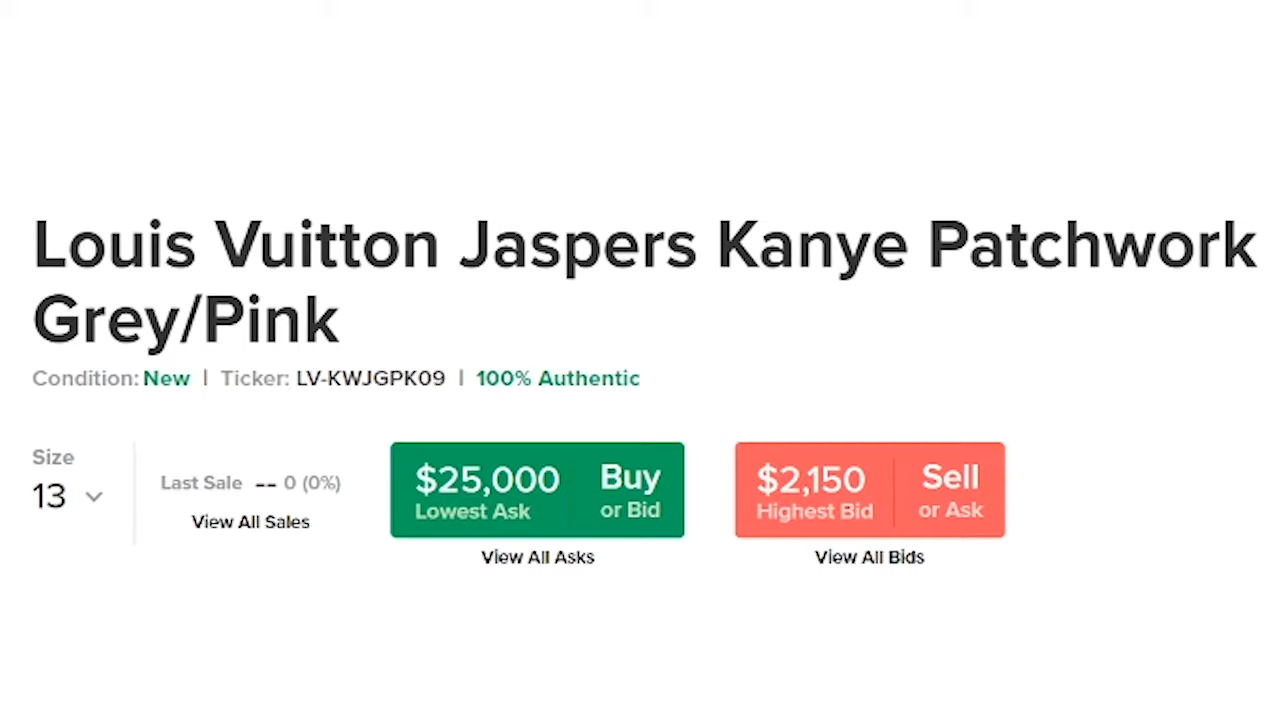 Louis Vuitton Jaspers Kanye Patchwork
Grey/Pink
Condition: New | Ticker: LV-KWJGPK09 | 100% Authentic
Size
13
Last Sale -- 0 (0%)
View All Sales
$25,000
Lowest Ask
Buy
or Bid
View All Asks
$2,150
Highest Bid
Sell
or Ask
View All Bids